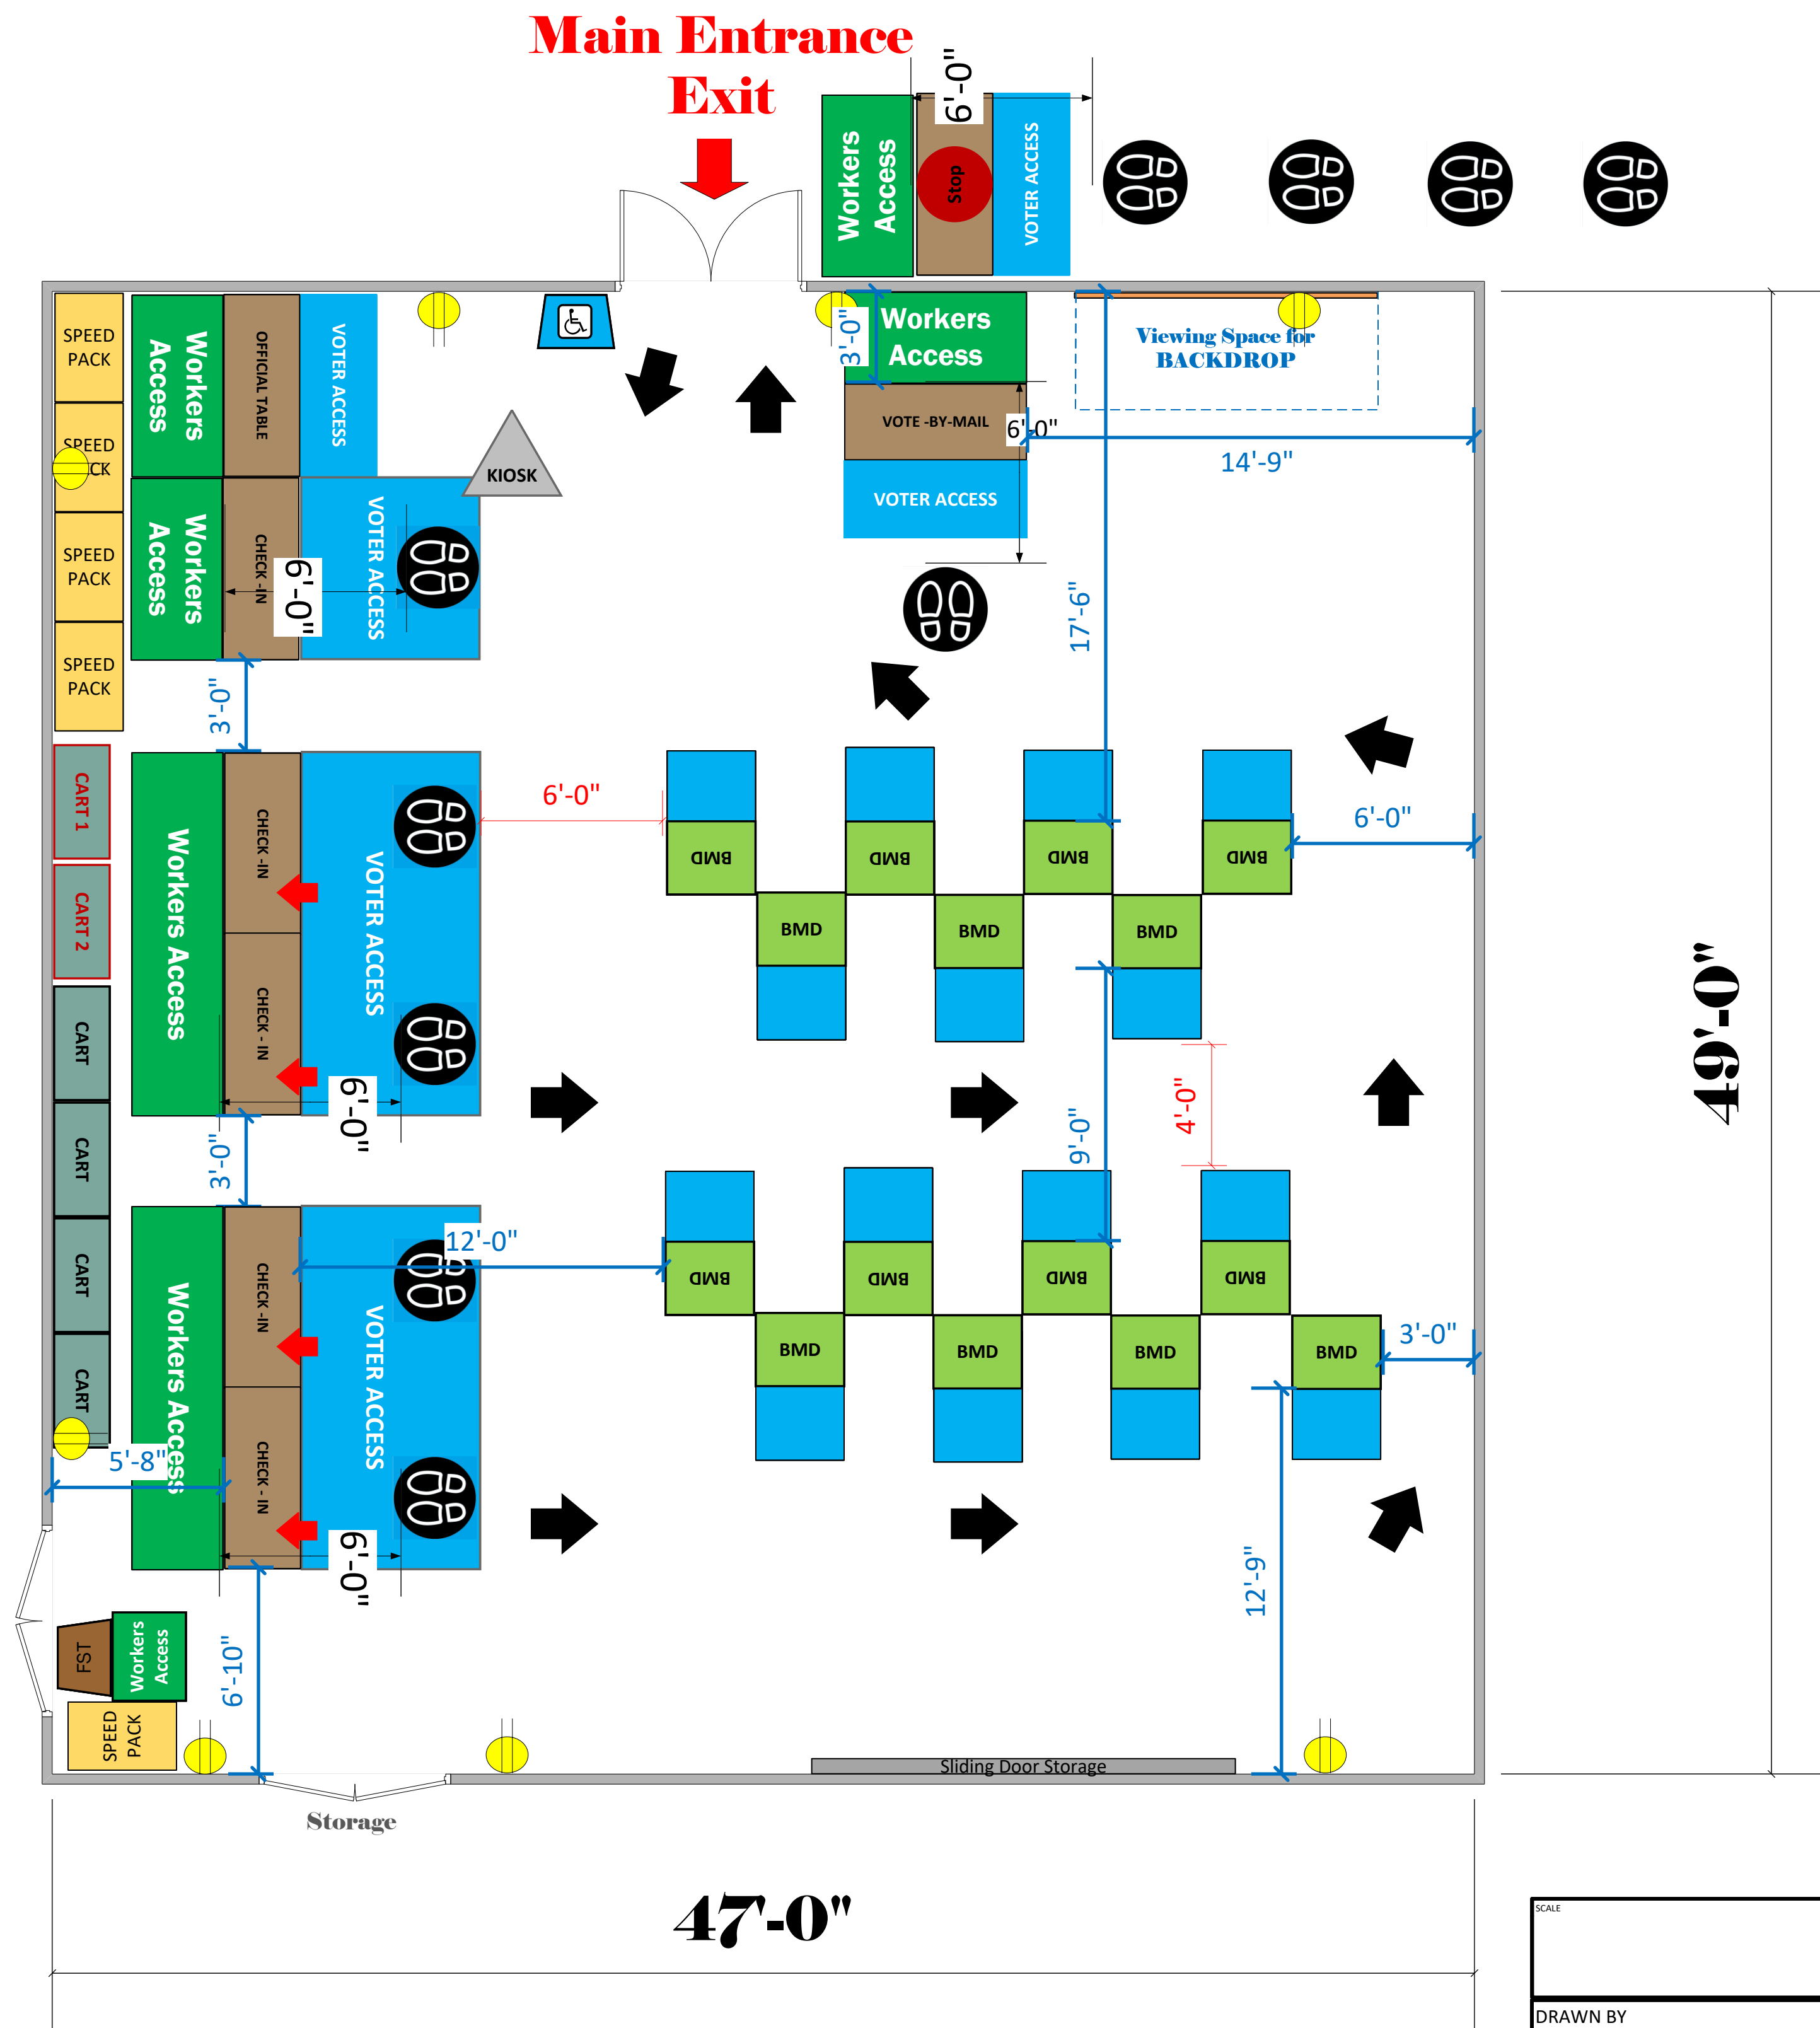 Main Entrance
Exit
6'-0"
Workers
Access
Stop
VOTER ACCESS
SPEED
PACK
Workers
Access
OFFICIAL TABLE
VOTER ACCESS
3'-0"
Workers
Access
Viewing Space for
BACKDROP
VOTE -BY-MAIL
6'-0"
14'-9"
VOTER ACCESS
SPEED
CK
KIOSK
SPEED
PACK
Workers
Access
CHECK -IN
6'-0"
VOTER ACCESS
17'-6"
SPEED
PACK
3'-0"
CART 1
CART 2
Workers Access
CHECK -IN
CHECK - IN
VOTER ACCESS
6'-0"
6'-0"
6'-0"
BMD
BMD
BMD
BMD
BMD
BMD
BMD
49'-0"
CART
CART
CART
CART
3'-0"
9'-0"
4'-0"
Workers Access
CHECK -IN
CHECK - IN
VOTER ACCESS
12'-0"
6'-0"
BMD
BMD
BMD
BMD
BMD
BMD
BMD
BMD
3'-0"
5'-8"
12'-9"
FST
Workers
Access
6'-10"
SPEED
PACK
Sliding Door Storage
Storage
47'-0"
SCALE
DRAWN BY